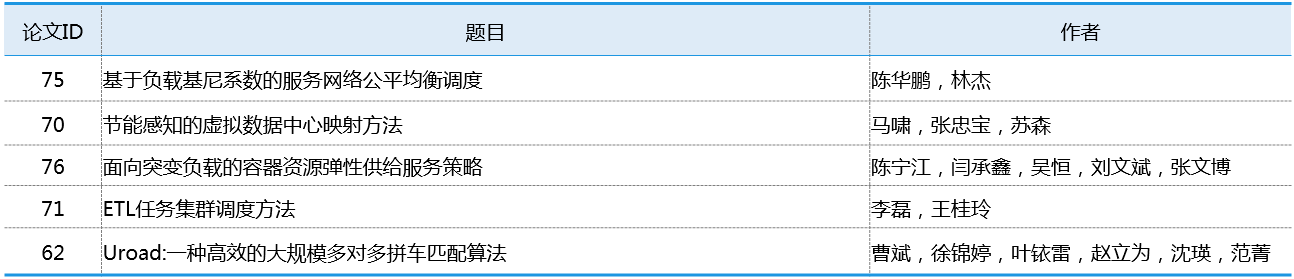 论文ID 题目 作者
75 基于负载基尼系数的服务网络公平均衡调度 陈华鹏，林杰
70 节能感知的虚拟数据中心映射方法 马啸，张忠宝，苏森
76 面向突变负载的容器资源弹性供给服务策略 陈宁江，闫承鑫，吴恒，刘文斌，张文博
71 ETL任务集群调度方法 李磊，王桂玲
62 Uroad:一种高效的大规模多对多拼车匹配算法 曹斌，徐锦婷，叶铱雷，赵立为，沈瑛，范菁